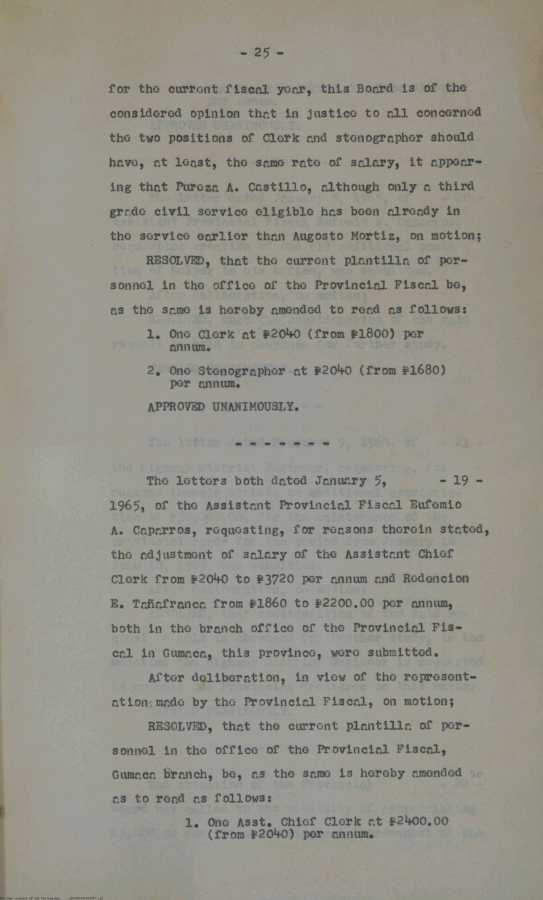 - 25 -
for the current fiscal year, this Board is of the
considered opinion that in justice to all concerned
the two positions of Clerk and stenographer should
have, at least, the same rate of salary, it appear-
ing that Pureza A. Castillo, although only a third
grade civil service eligible has been already in
the service earlier than Augosto Mortiz, on motion;
RESOLVED, that the current plantilla of per-
sonnel in the office of the Provincial Fiscal be,
as the same is hereby amended to read as follows:
1. One Clerk at ₱2040 (from ₱1800) per
annum.
2. One Stenographer at ₱2040 (from ₱1680)
per annum.
APPROVED UNANIMOUSLY.
- - - - - - -
The letters both dated January 5, - 19 -
1965, of the Assistant Provincial Fiscal Eufemio
A. Caparros, requesting, for reasons therein stated,
the adjustment of salary of the Assistant Chief
Clerk from ₱2040 to ₱3720 per annum and Redencion
E. Tañafranca from ₱1860 to ₱2200.00 per annum,
both in the branch office of the Provincial Fis-
cal in Gumaca, this province, were submitted.
After deliberation, in view of the represent-
ation made by the Provincial Fiscal, on motion;
RESOLVED, that the current plantilla of per-
sonnel in the office of the Provincial Fiscal,
Gumaca branch, be, as the same is hereby amended
as to read as follows:
1. One Asst. Chief Clerk at ₱2400.00
(from ₱2040) per annum.